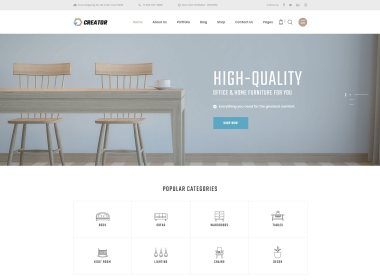 CREATOR
Home About Us Portfolio Blog Shop Contact Us Pages
HIGH-QUALITY
OFFICE & HOME FURNITURE FOR YOU
Everything you need for the greatest comfort.
SHOP NOW
POPULAR CATEGORIES
BEDS SOFAS WARDROBES TABLES
KIDS' ROOM LIGHTING CHAIRS DECOR